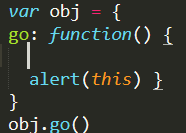 var obj = {
go: function() {
alert(this) }
}
obj.go()